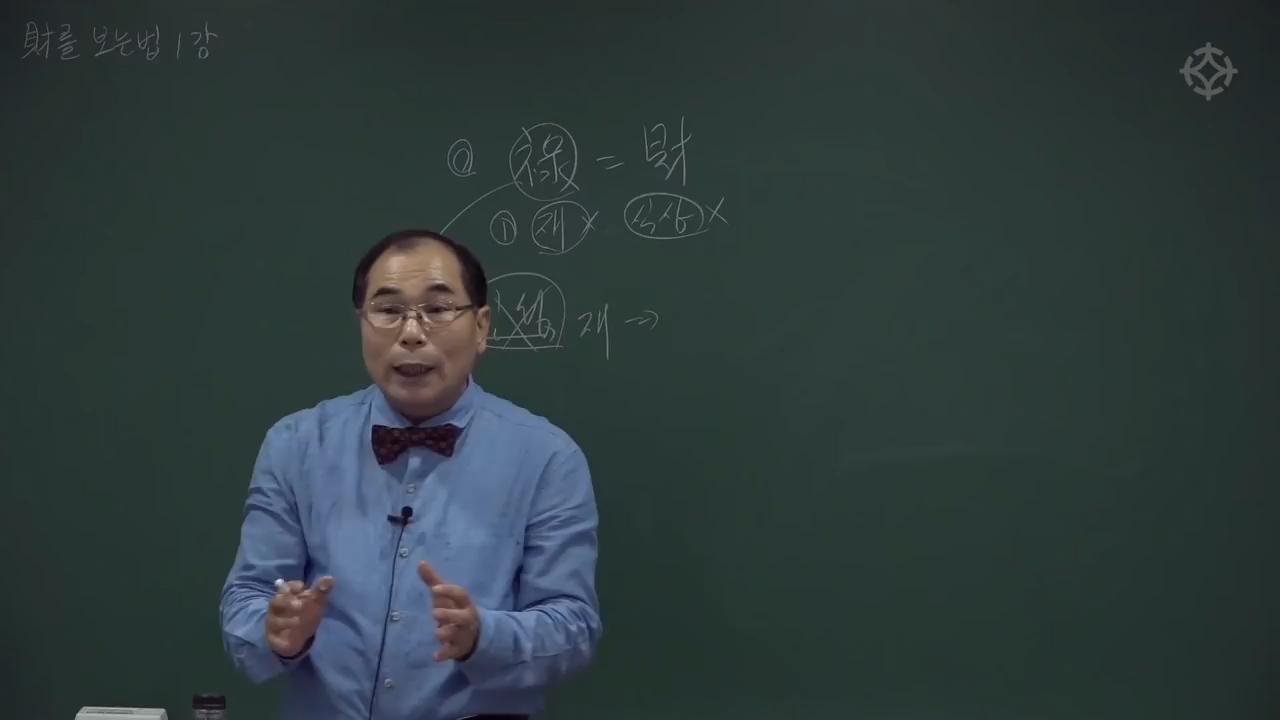 財를 보는법 1강
② 祿 = 財
① 재 × 식상 ×
재 →